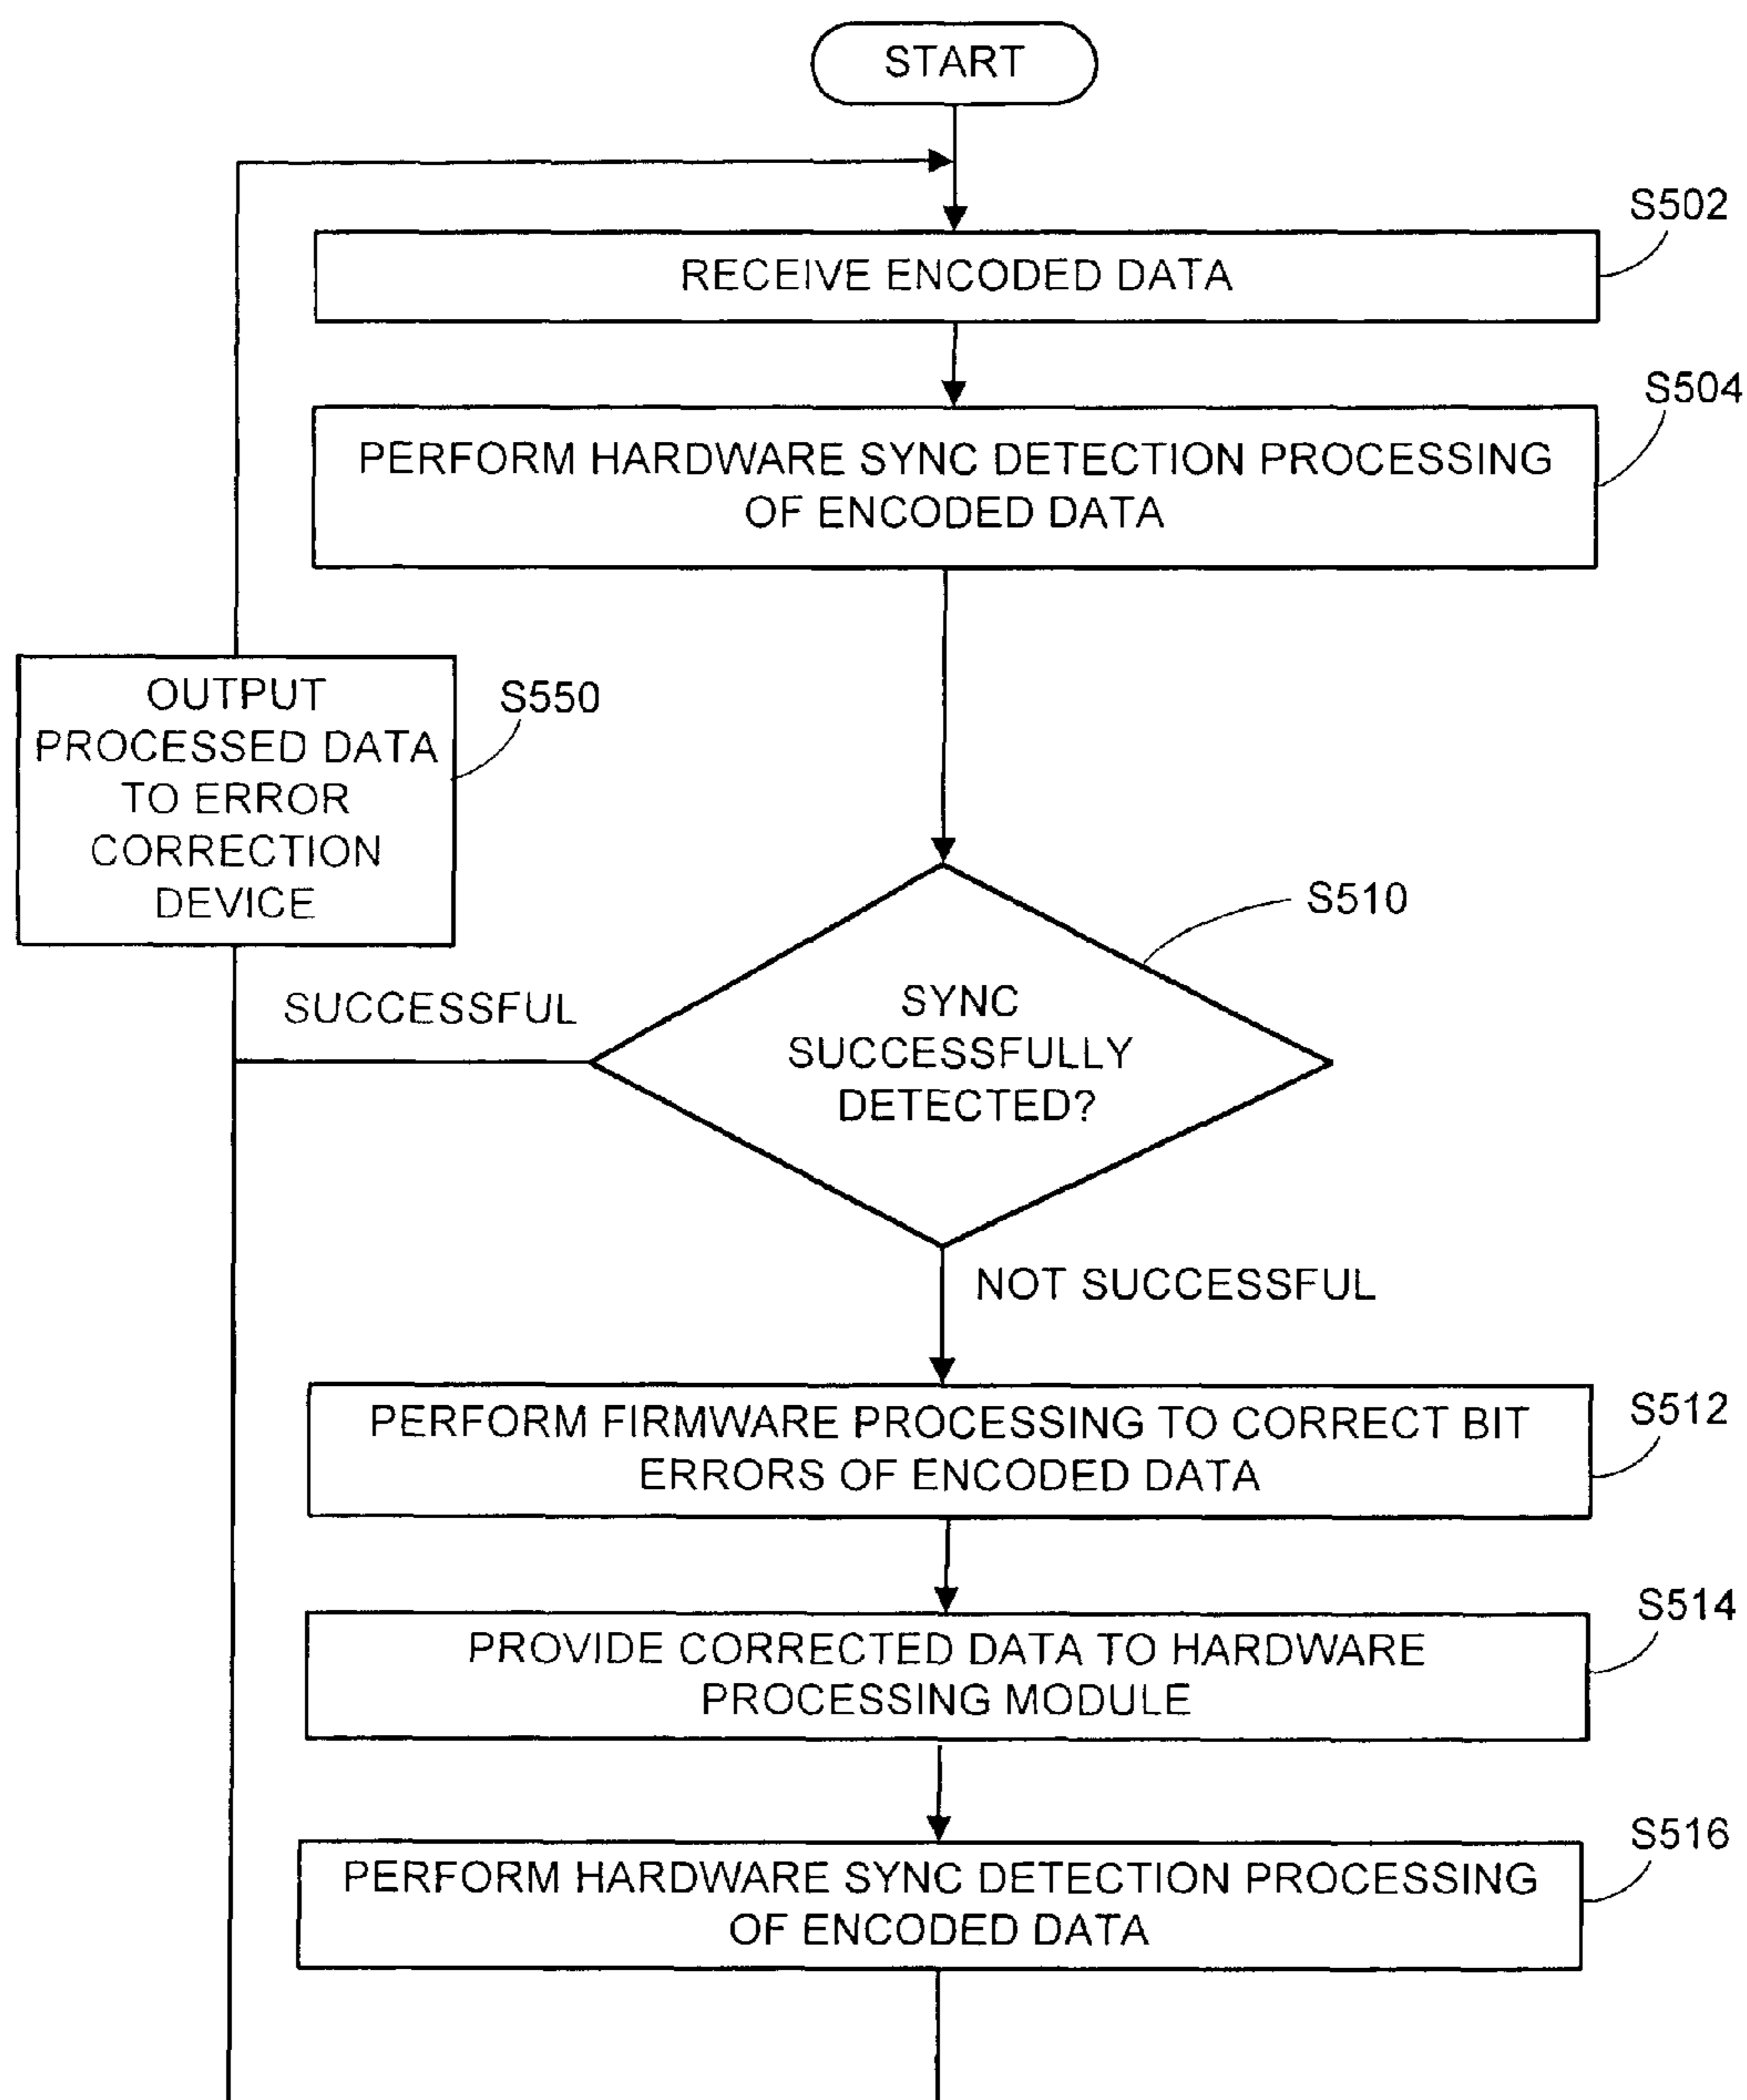 START
S502
RECEIVE ENCODED DATA
S504
PERFORM HARDWARE SYNC DETECTION PROCESSING
OF ENCODED DATA
OUTPUT
PROCESSED DATA
TO ERROR
CORRECTION
DEVICE
S550
S510
SUCCESSFUL
SYNC
SUCCESSFULLY
DETECTED?
NOT SUCCESSFUL
S512
PERFORM FIRMWARE PROCESSING TO CORRECT BIT
ERRORS OF ENCODED DATA
S514
PROVIDE CORRECTED DATA TO HARDWARE
PROCESSING MODULE
S516
PERFORM HARDWARE SYNC DETECTION PROCESSING
OF ENCODED DATA